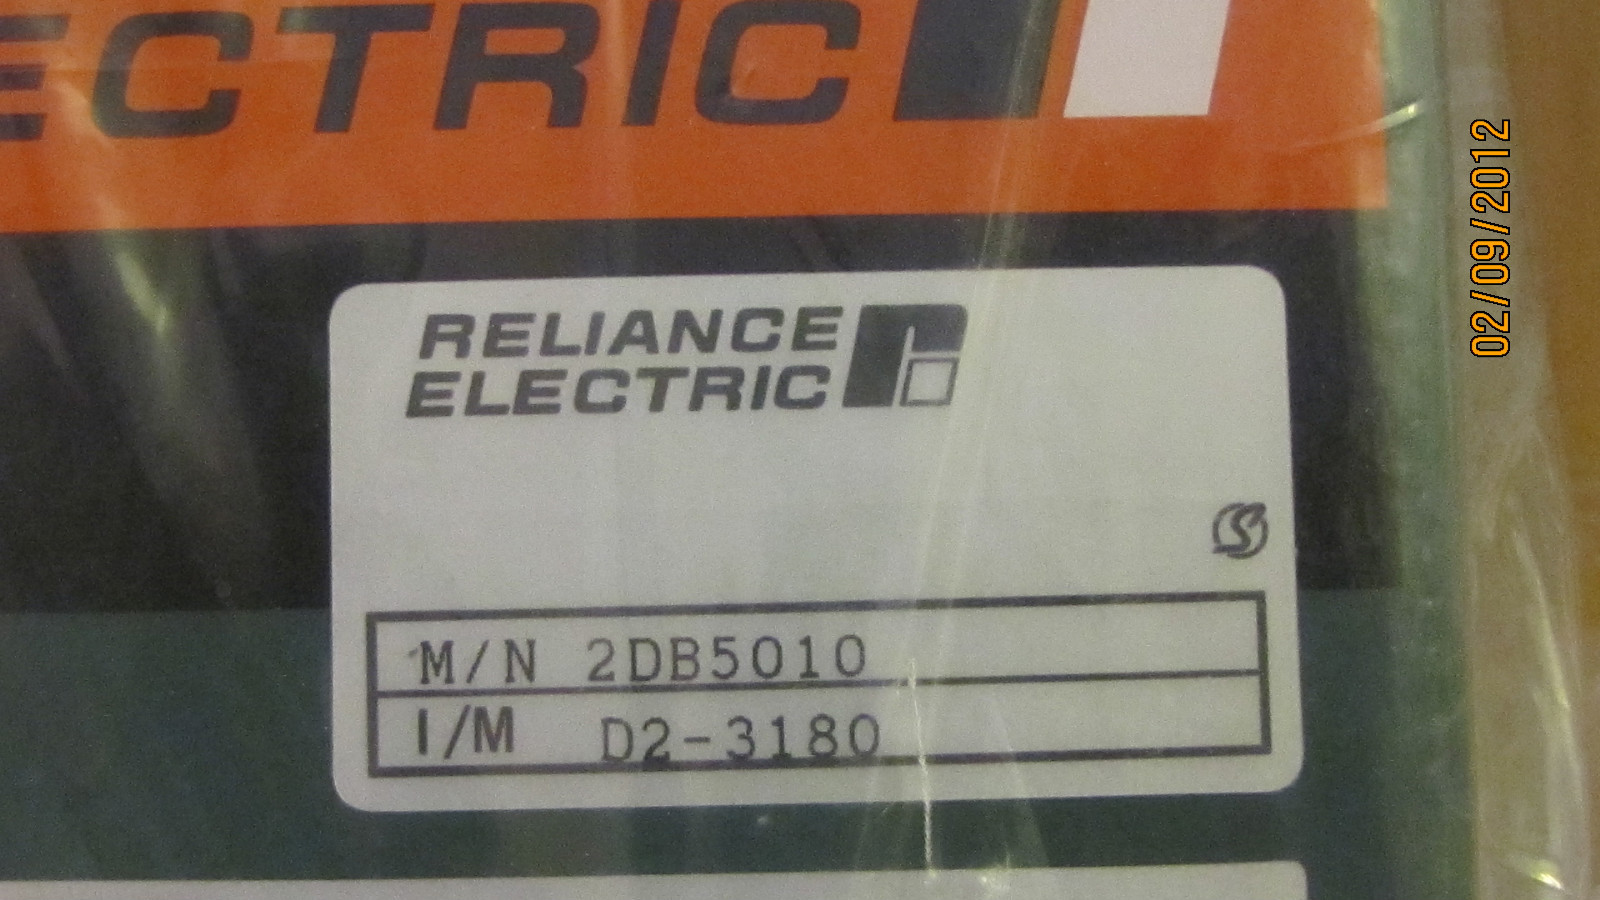 ECTRIC
RELIANCE
ELECTRIC
M/N 2DB5010
I/M D2-3180
02/09/2012